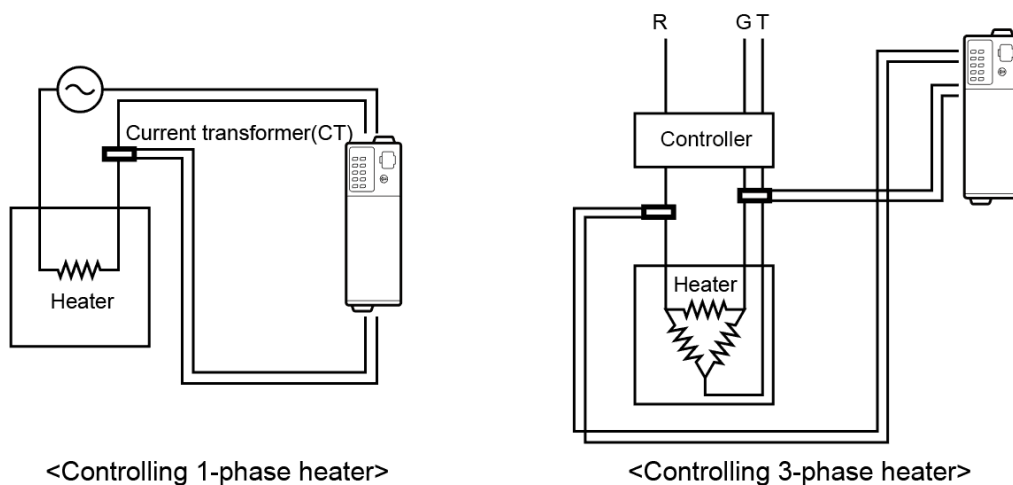 R G T
Current transformer(CT)
Controller
Heater
Heater
<Controlling 1-phase heater>
<Controlling 3-phase heater>